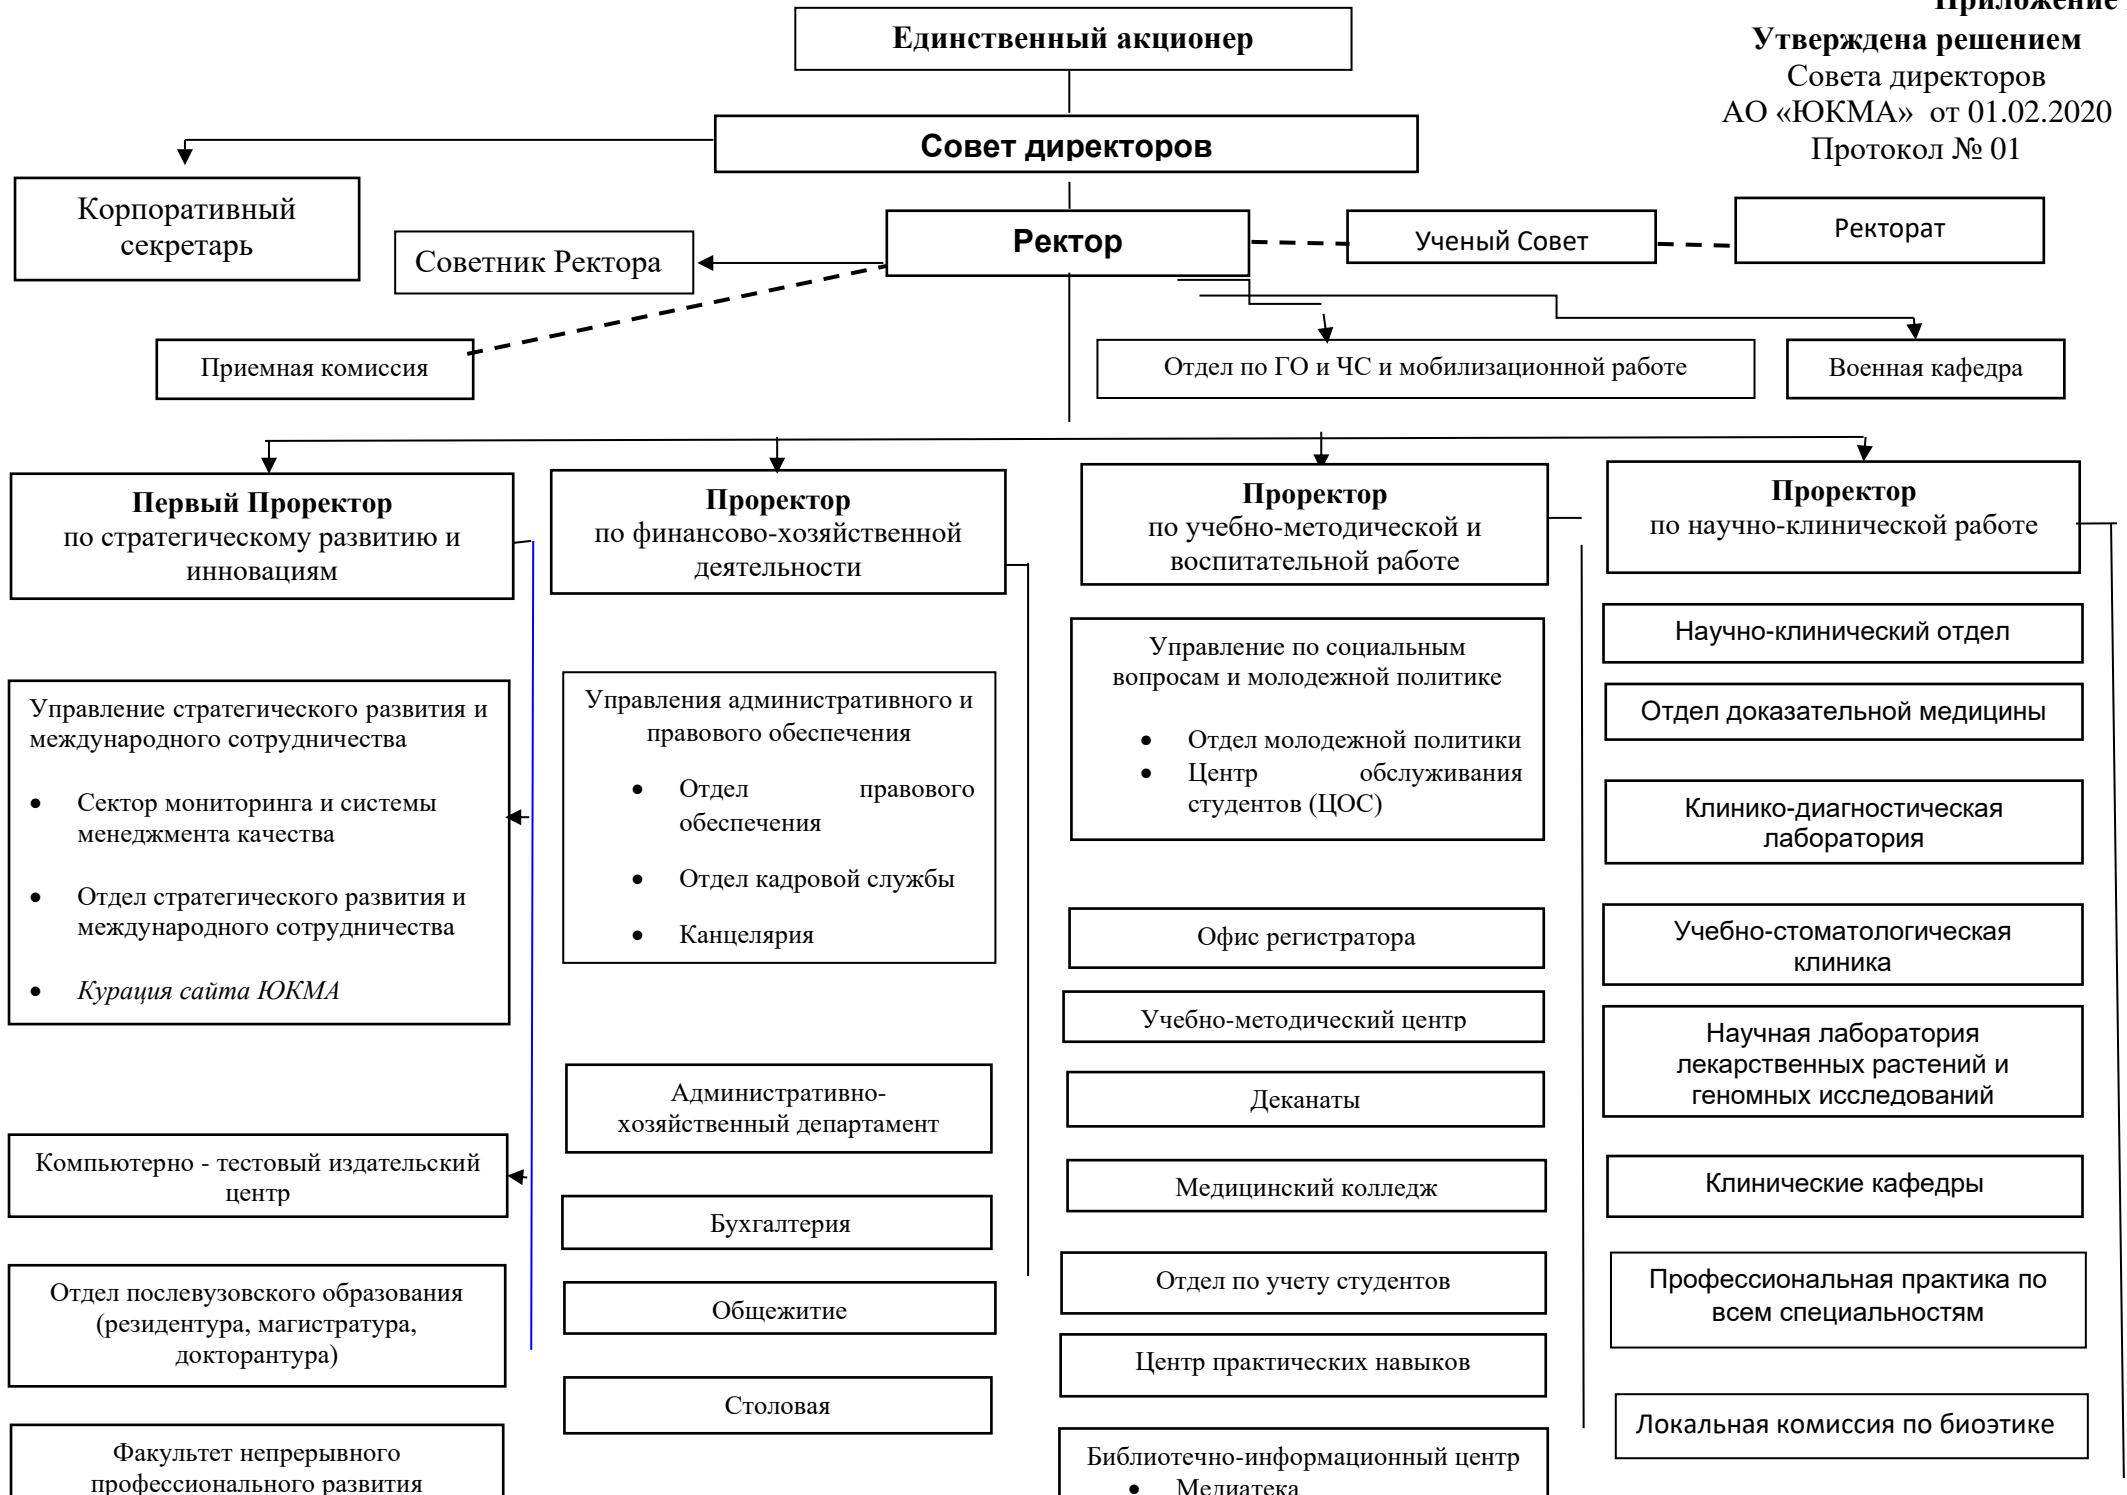 Приложение
Утверждена решением
Совета директоров
АО «ЮКМА» от 01.02.2020
Протокол № 01
Единственный акционер
Совет директоров
Корпоративный
секретарь
Советник Ректора
Ректор
Ученый Совет
Ректорат
Приемная комиссия
Отдел по ГО и ЧС и мобилизационной работе
Военная кафедра
Первый Проректор
по стратегическому развитию и
инновациям
Управление стратегического развития и
международного сотрудничества
• Сектор мониторинга и системы
менеджмента качества
• Отдел стратегического развития и
международного сотрудничества
• Курация сайта ЮКМА
Компьютерно - тестовый издательский
центр
Отдел послевузовского образования
(резидентура, магистратура,
докторантура)
Факультет непрерывного
профессионального развития
Проректор
по финансово-хозяйственной
деятельности
Управления административного и
правового обеспечения
• Отдел правового
обеспечения
• Отдел кадровой службы
• Канцелярия
Административно-
хозяйственный департамент
Бухгалтерия
Общежитие
Столовая
Проректор
по учебно-методической и
воспитательной работе
Управление по социальным
вопросам и молодежной политике
• Отдел молодежной политики
• Центр обслуживания
студентов (ЦОС)
Офис регистратора
Учебно-методический центр
Деканаты
Медицинский колледж
Отдел по учету студентов
Центр практических навыков
Библиотечно-информационный центр
• Медиатека
Проректор
по научно-клинической работе
Научно-клинический отдел
Отдел доказательной медицины
Клинико-диагностическая
лаборатория
Учебно-стоматологическая
клиника
Научная лаборатория
лекарственных растений и
геномных исследований
Клинические кафедры
Профессиональная практика по
всем специальностям
Локальная комиссия по биоэтике